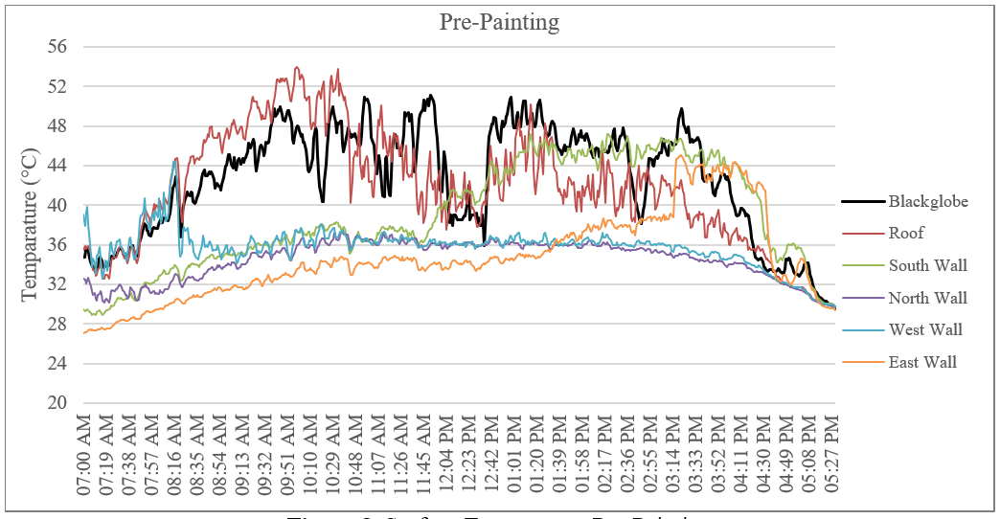 Pre-Painting
56
52
48
44
40
36
32
28
24
20
Temparature (°C)
07:00 AM
07:19 AM
07:38 AM
07:57 AM
08:16 AM
08:35 AM
08:54 AM
09:13 AM
09:32 AM
09:51 AM
10:10 AM
10:29 AM
10:48 AM
11:07 AM
11:26 AM
11:45 AM
12:04 PM
12:23 PM
12:42 PM
01:01 PM
01:20 PM
01:39 PM
01:58 PM
02:17 PM
02:36 PM
02:55 PM
03:14 PM
03:33 PM
03:52 PM
04:11 PM
04:30 PM
04:49 PM
05:08 PM
05:27 PM
Blackglobe
Roof
South Wall
North Wall
West Wall
East Wall